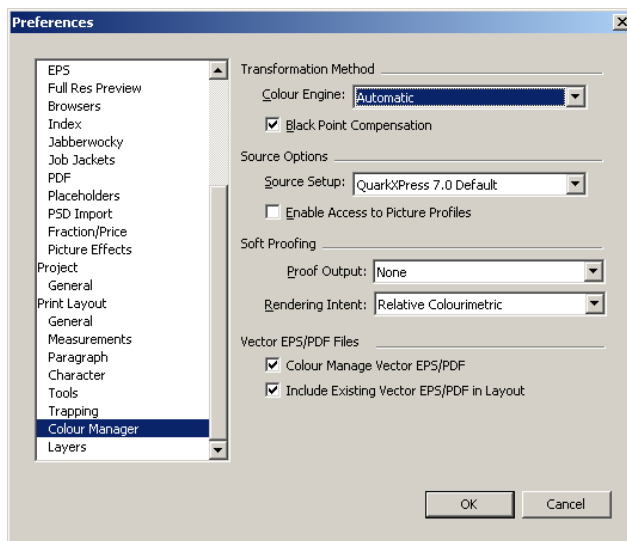 Preferences
EPS
Full Res Preview
Browsers
Index
Jabberwocky
Job Jackets
PDF
Placeholders
PSD Import
Fraction/Price
Picture Effects
Project
General
Print Layout
General
Measurements
Paragraph
Character
Tools
Trapping
Colour Manager
Layers
Transformation Method
Colour Engine: Automatic
Black Point Compensation
Source Options
Source Setup: QuarkXPress 7.0 Default
Enable Access to Picture Profiles
Soft Proofing
Proof Output: None
Rendering Intent: Relative Colourimetric
Vector EPS/PDF Files
Colour Manage Vector EPS/PDF
Include Existing Vector EPS/PDF in Layout
OK Cancel